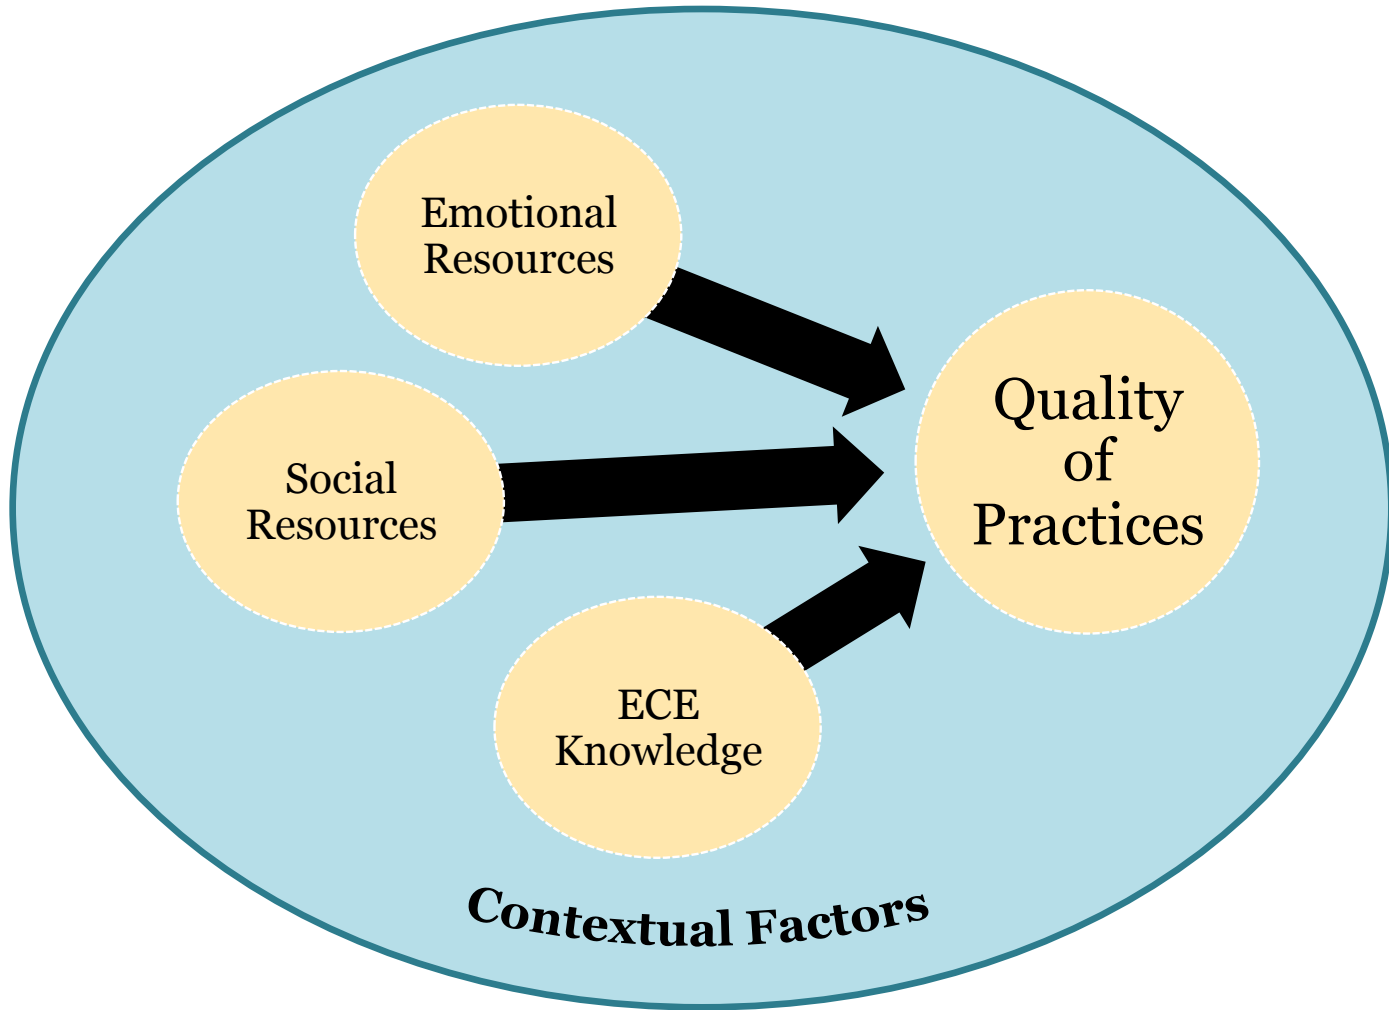 Emotional
Resources
Social
Resources
ECE
Knowledge
Quality
of
Practices
Contextual Factors